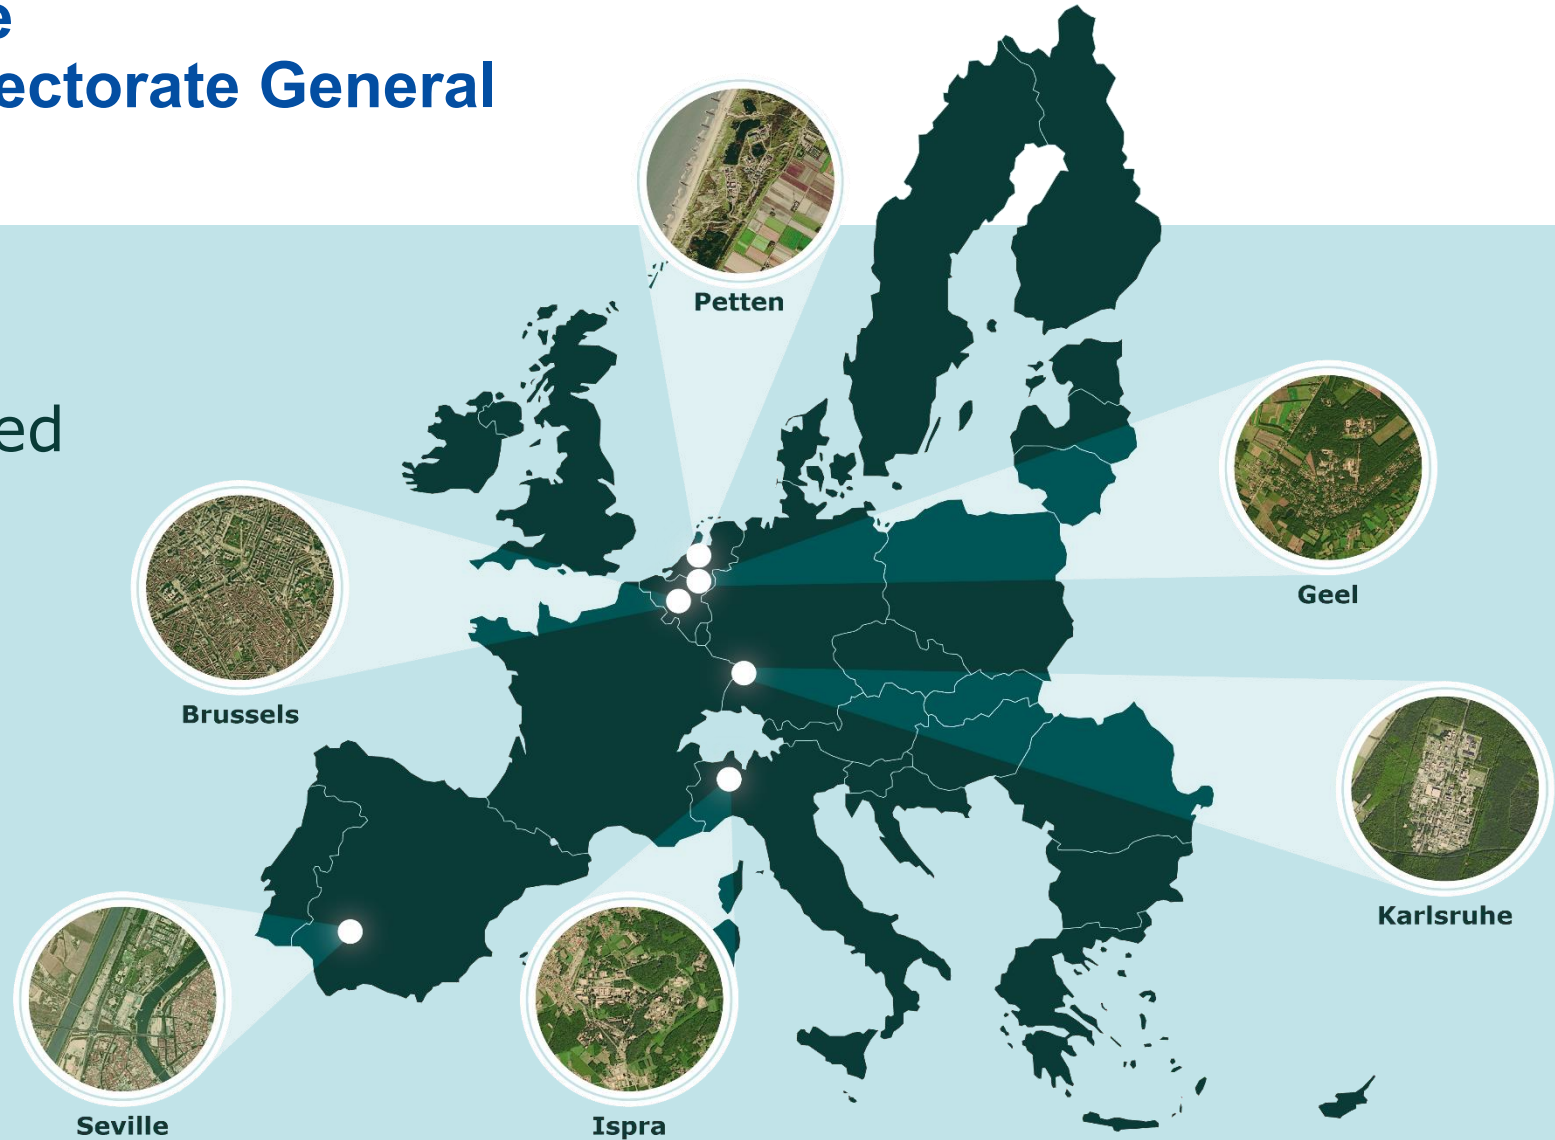 e
ectorate General
Petten
ed
Geel
Brussels
Karlsruhe
Seville
Ispra